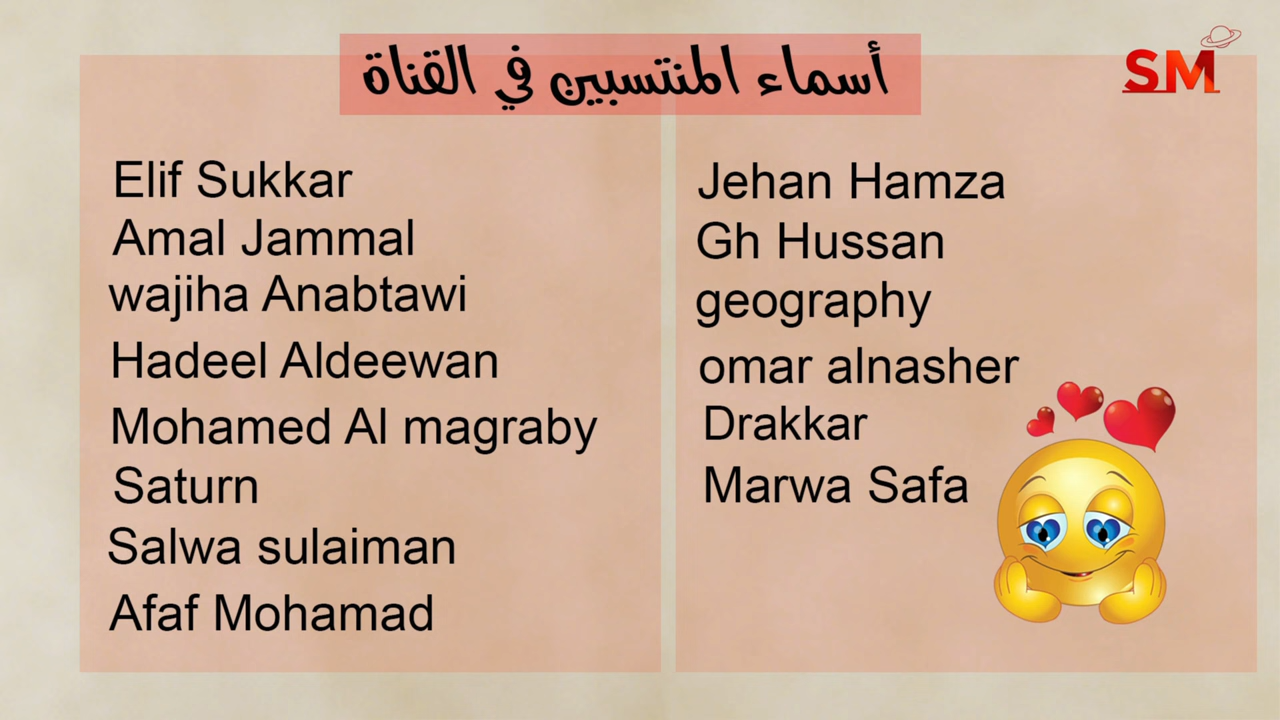 أسماء المنتسبين في القناة
SM
Elif Sukkar
Amal Jammal
wajiha Anabtawi
Hadeel Aldeewan
Mohamed Al magraby
Saturn
Salwa sulaiman
Afaf Mohamad
Jehan Hamza
Gh Hussan
geography
omar alnasher
Drakkar
Marwa Safa